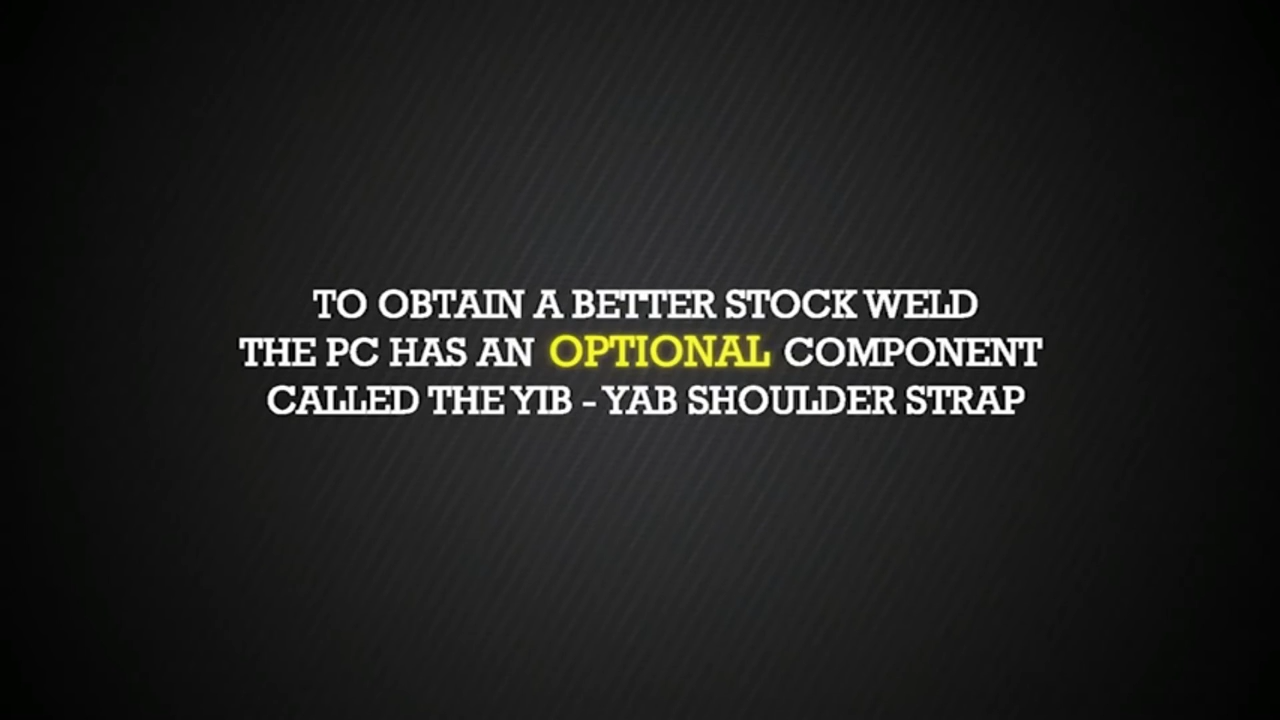 TO OBTAIN A BETTER STOCK WELD
THE PC HAS AN OPTIONAL COMPONENT
CALLED THE YIB - YAB SHOULDER STRAP